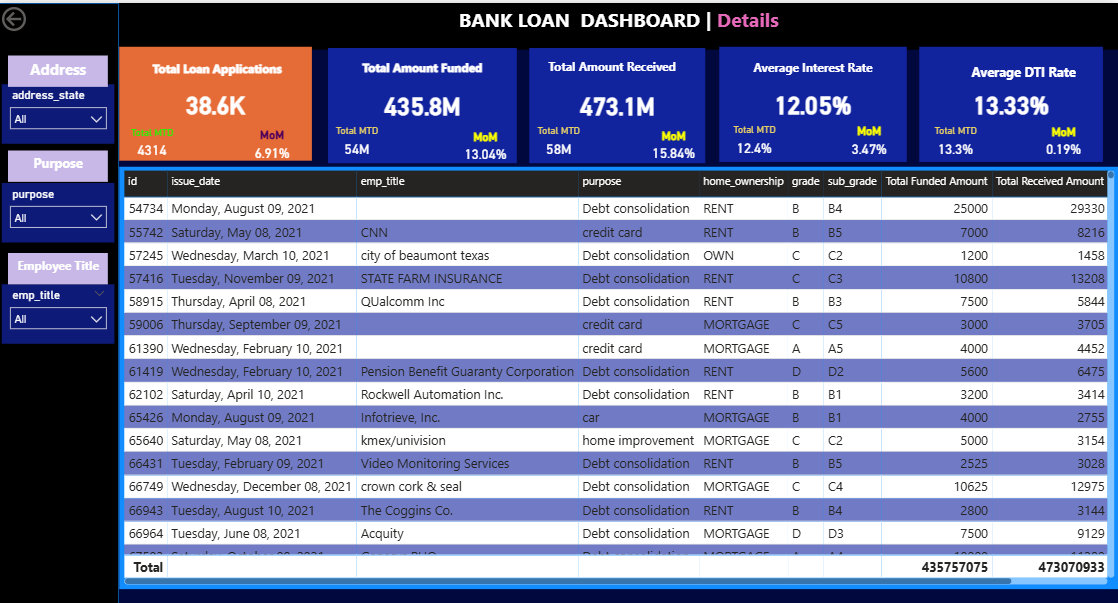 BANK LOAN DASHBOARD | Details
Address
address_state
All
Purpose
purpose
All
Employee Title
emp_title
All
Total Loan Applications
38.6K
Total MTD MoM
4314 6.91%
Total Amount Funded
435.8M
Total MTD MoM
54M 13.04%
Total Amount Received
473.1M
Total MTD MoM
58M 15.84%
Average Interest Rate
12.05%
Total MTD MoM
12.4% 3.47%
Average DTI Rate
13.33%
Total MTD MoM
13.3% 0.19%
id issue_date emp_title purpose home_ownership grade sub_grade Total Funded Amount Total Received Amount
54734 Monday, August 09, 2021 Debt consolidation RENT B B4 25000 29330
55742 Saturday, May 08, 2021 CNN credit card RENT B B5 7000 8216
57245 Wednesday, March 10, 2021 city of beaumont texas Debt consolidation OWN C C2 1200 1458
57416 Tuesday, November 09, 2021 STATE FARM INSURANCE Debt consolidation RENT C C3 10800 13208
58915 Thursday, April 08, 2021 QUalcomm Inc Debt consolidation RENT B B3 7500 5844
59006 Thursday, September 09, 2021 credit card MORTGAGE C C5 3000 3705
61390 Wednesday, February 10, 2021 credit card MORTGAGE A A5 4000 4452
61419 Wednesday, February 10, 2021 Pension Benefit Guaranty Corporation Debt consolidation RENT D D2 5600 6475
62102 Saturday, April 10, 2021 Rockwell Automation Inc. Debt consolidation RENT B B1 3200 3414
65426 Monday, August 09, 2021 Infotrieve, Inc. car MORTGAGE B B1 4000 2755
65640 Saturday, May 08, 2021 kmex/univision home improvement MORTGAGE C C2 5000 3154
66431 Tuesday, February 09, 2021 Video Monitoring Services Debt consolidation RENT B B5 2525 3028
66749 Wednesday, December 08, 2021 crown cork & seal Debt consolidation MORTGAGE C C4 10625 12975
66943 Tuesday, August 10, 2021 The Coggins Co. Debt consolidation RENT B B4 2800 3144
66964 Tuesday, June 08, 2021 Acquity Debt consolidation MORTGAGE D D3 7500 9129
Total 435757075 473070933